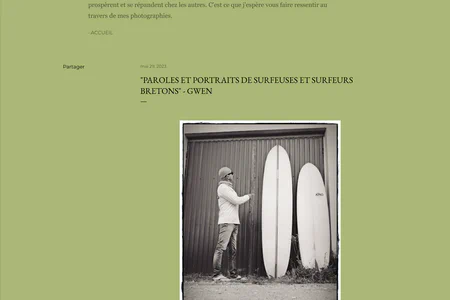 prospèrent et se répandent chez les autres. C'est ce que j'espère vous faire ressentir au
travers de mes photographies.
- ACCUEIL
Partager
mai 09, 2022
"PAROLES ET PORTRAITS DE SURFEUSES ET SURFEURS
BRETONS" - GWEN